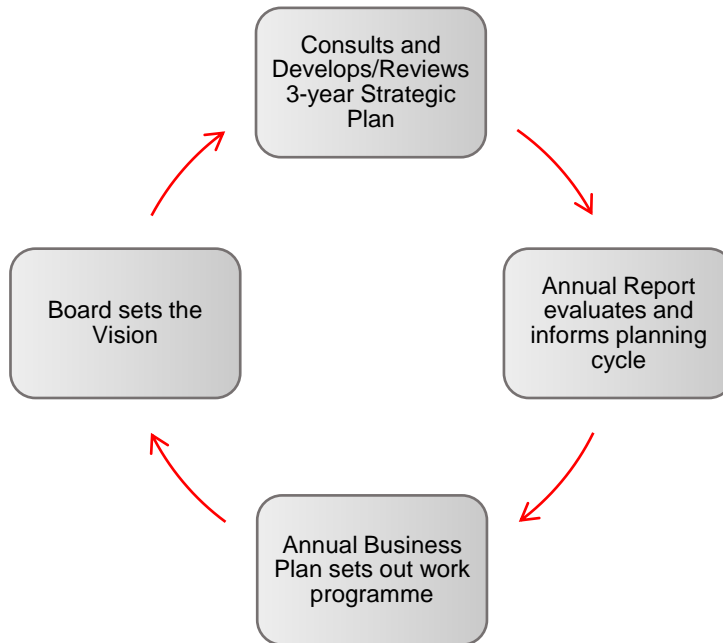 Consults and
Develops/Reviews
3-year Strategic
Plan
Board sets the
Vision
Annual Report
evaluates and
informs planning
cycle
Annual Business
Plan sets out work
programme